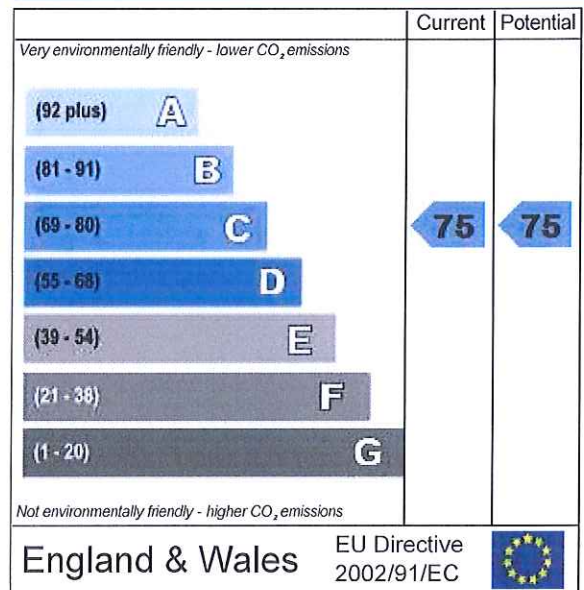 Current Potential
Very environmentally friendly - lower CO₂ emissions
(92 plus) A
(81 - 91) B
(69 - 80) C 75 75
(55 - 68) D
(39 - 54) E
(21 - 38) F
(1 - 20) G
Not environmentally friendly - higher CO₂ emissions
England & Wales
EU Directive
2002/91/EC